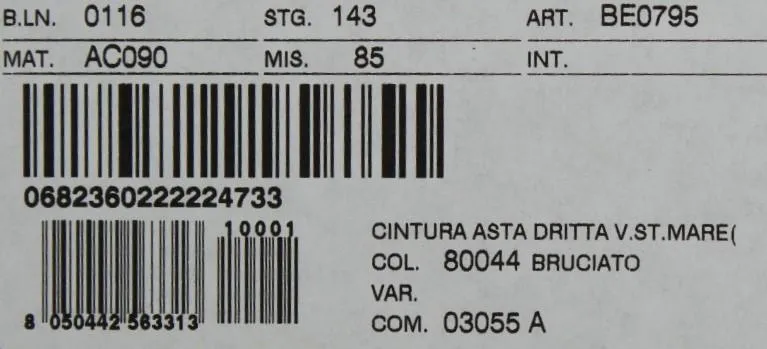 B.LN. 0116 STG. 143 ART. BE0795
MAT. AC090 MIS. 85 INT.
0682360222224733
10001
CINTURA ASTA DRITTA V.ST.MARE(
COL. 80044 BRUCIATO
VAR.
8 050442 563313
COM. 03055 A